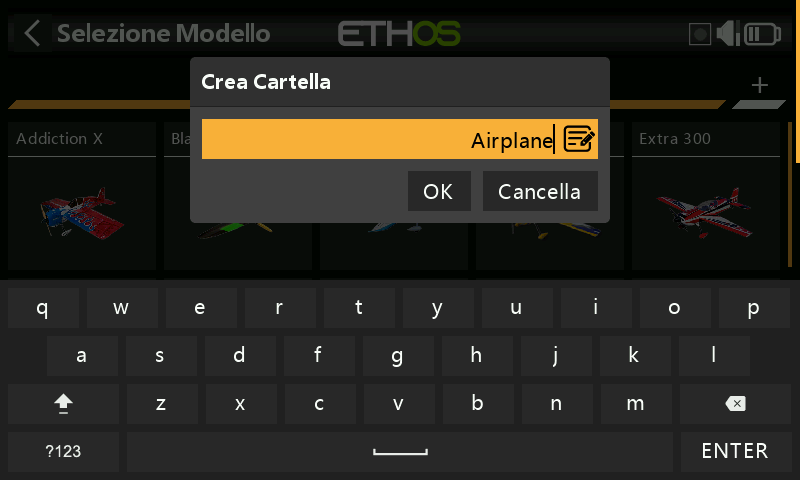 Selezione Modello
ETHOS
Crea Cartella
Airplane
OK
Cancella
Addiction X
Bla
Extra 300
q w e r t y u i o p
a s d f g h j k l
z x c v b n m
?123
ENTER